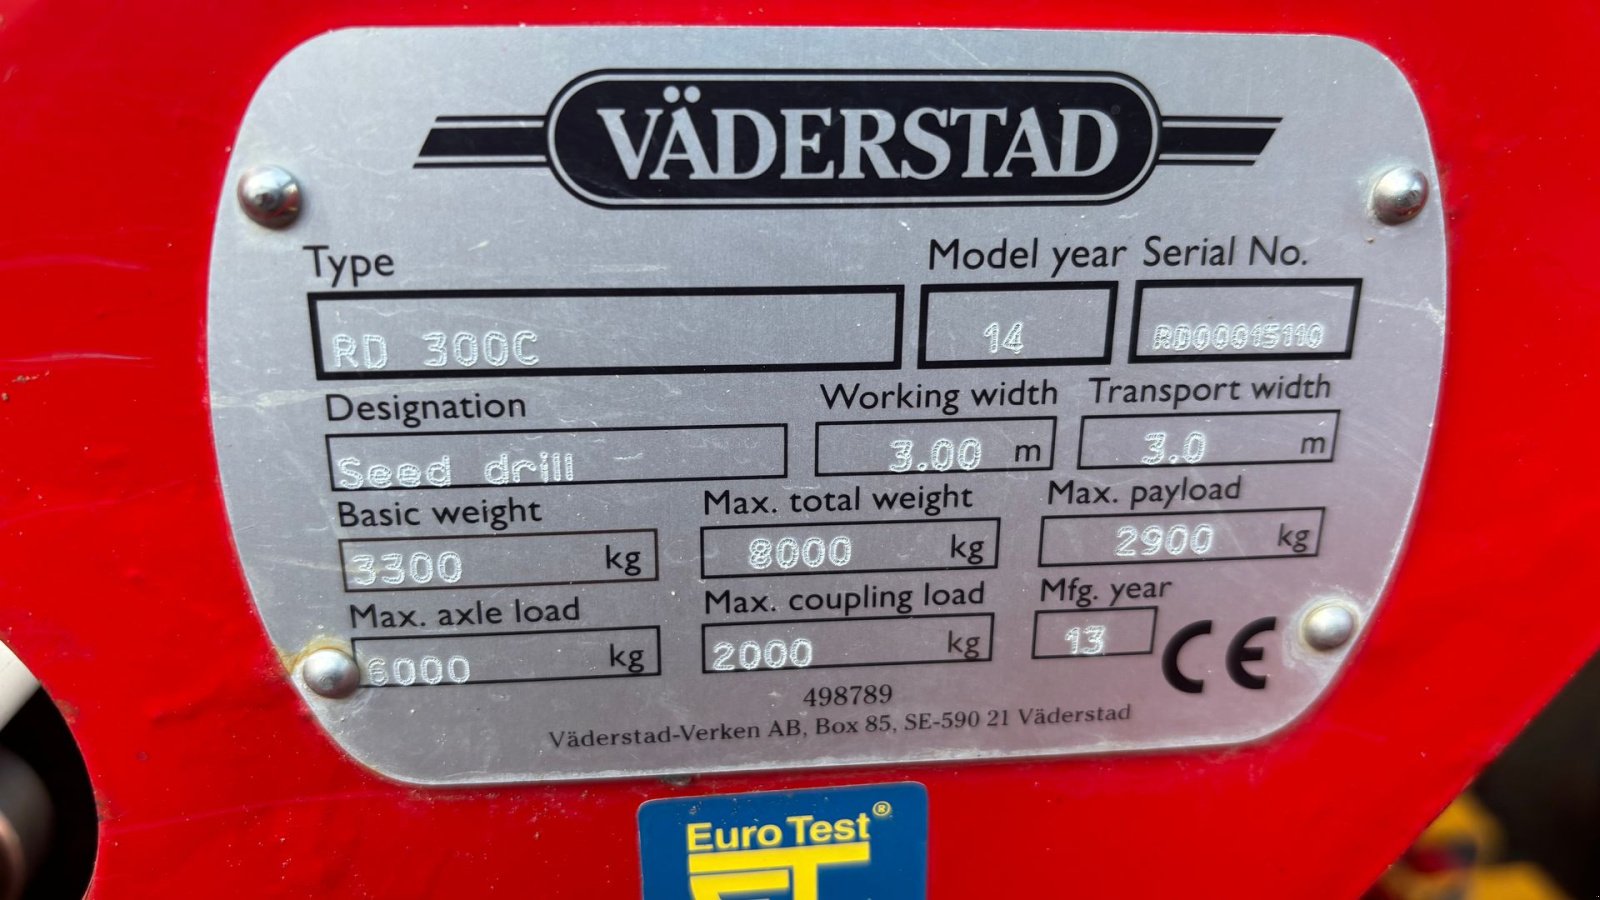 VÄDERSTAD
Type
Model year Serial No.
RD 300C
14
RD00015110
Designation
Working width
Transport width
Seed drill
3.00 m
3.0 m
Basic weight
Max. total weight
Max. payload
3300 kg
8000 kg
2900 kg
Max. axle load
Max. coupling load
Mfg. year
6000 kg
2000 kg
13
CE
498789
Väderstad-Verken AB, Box 85, SE-590 21 Väderstad
Euro Test®